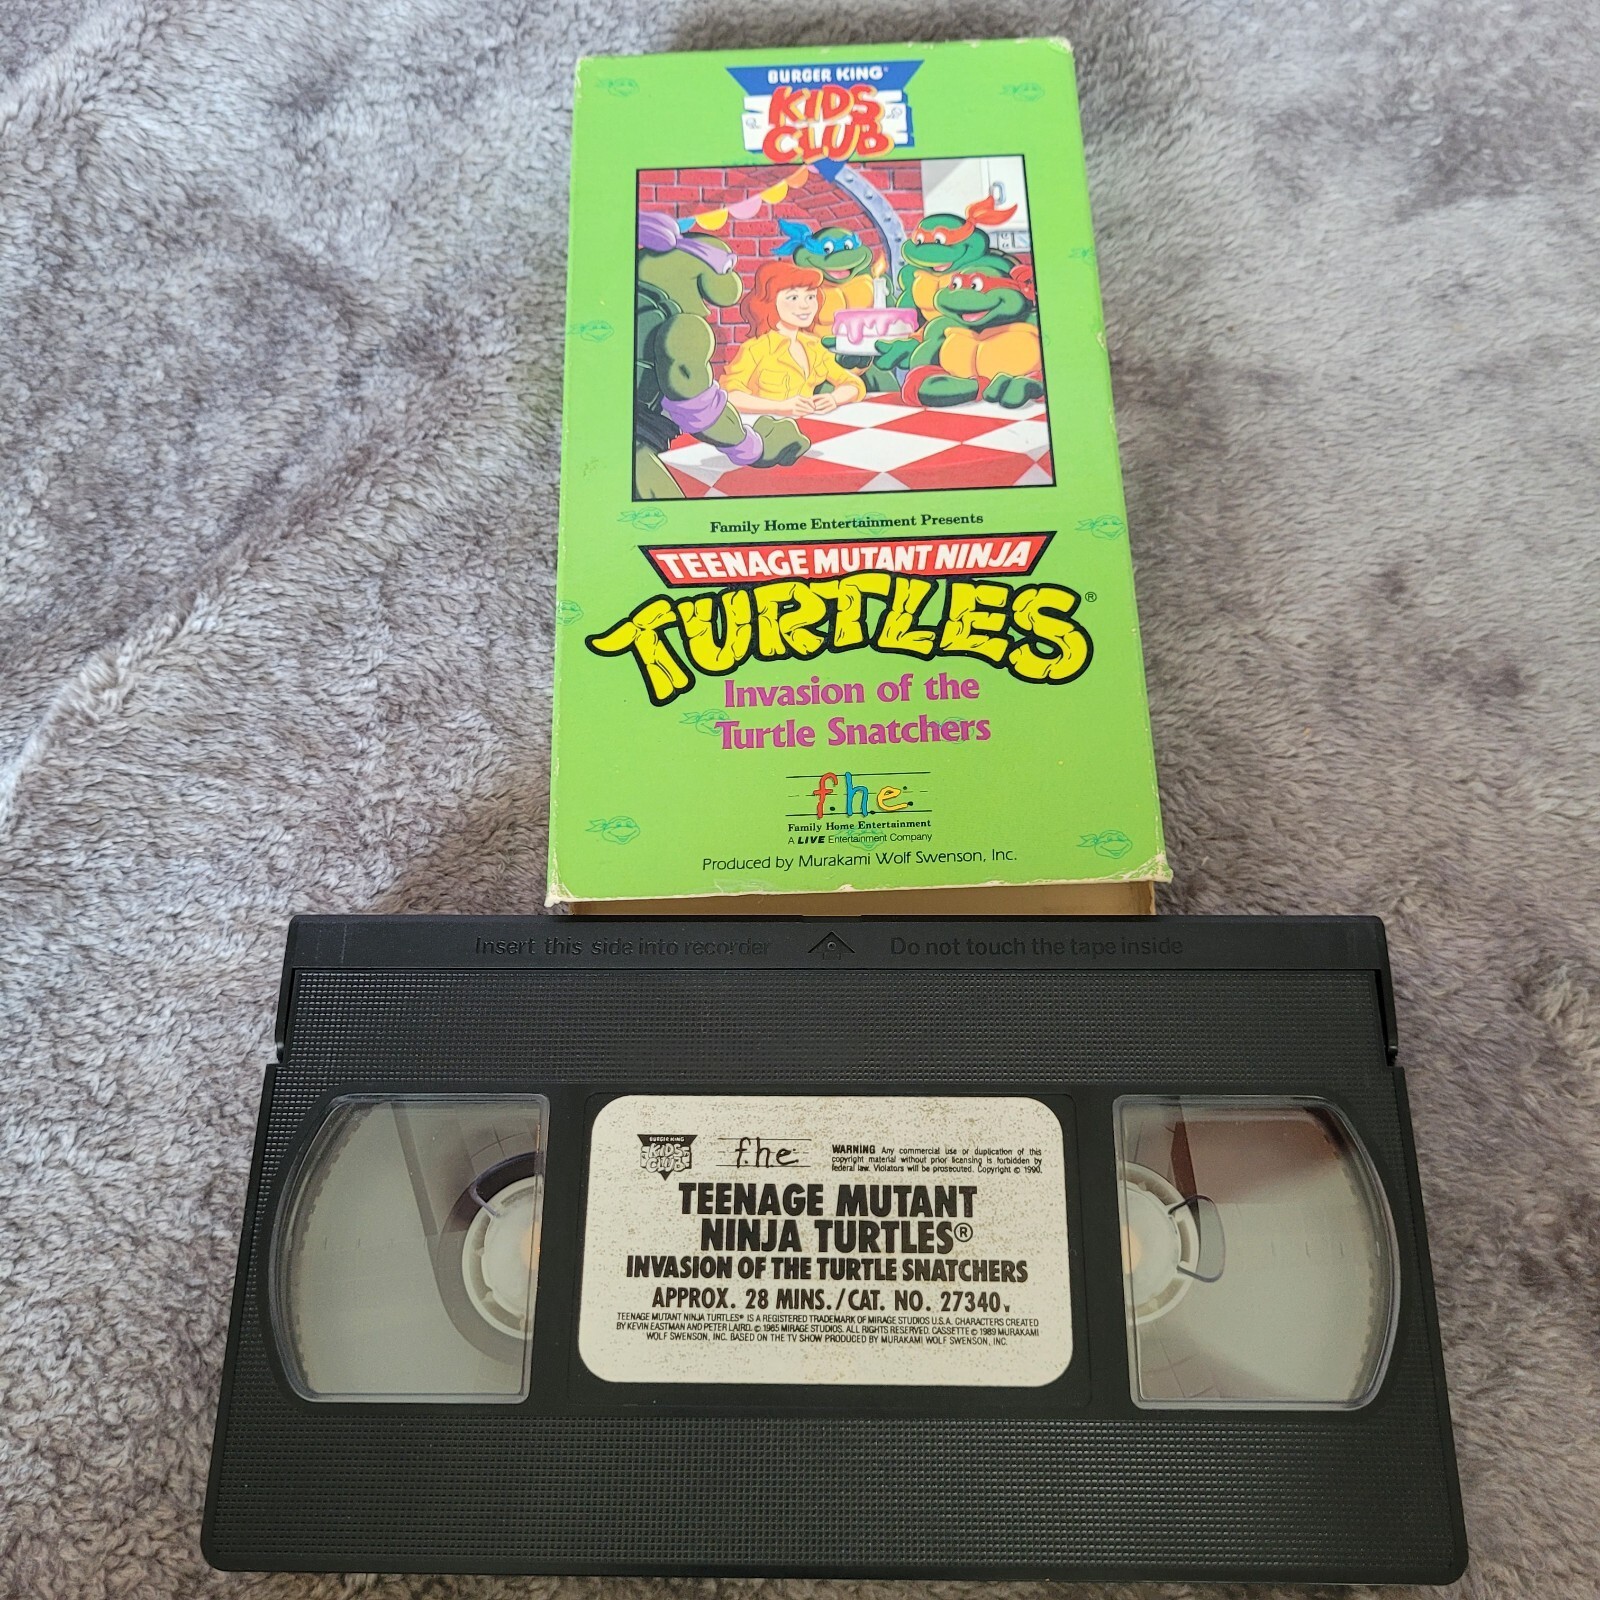 BURGER KING
KIDS
CLUB
Family Home Entertainment Presents
TEENAGE MUTANT NINJA
TURTLES®
Invasion of the
Turtle Snatchers
f.h.e.
Family Home Entertainment
A LIVE Entertainment Company
Produced by Murakami Wolf Swenson, Inc.
Insert this side into recorder
Do not touch the tape inside
BURGER KING
KIDS
CLUB
f.h.e.
WARNING Any commercial use or duplication of this
copyright material without prior licensing is forbidden by
federal law. Violators will be prosecuted. Copyright © 1990.
TEENAGE MUTANT
NINJA TURTLES®
INVASION OF THE TURTLE SNATCHERS
APPROX. 28 MINS./CAT. NO. 27340
TEENAGE MUTANT NINJA TURTLES® IS A REGISTERED TRADEMARK OF MIRAGE STUDIOS U.S.A. CHARACTERS CREATED
BY KEVIN EASTMAN AND PETER LAIRD. © 1985 MIRAGE STUDIOS. ALL RIGHTS RESERVED. CASSETTE © 1989 MURAKAMI
WOLF SWENSON, INC. BASED ON THE TV SHOW PRODUCED BY MURAKAMI WOLF SWENSON, INC.